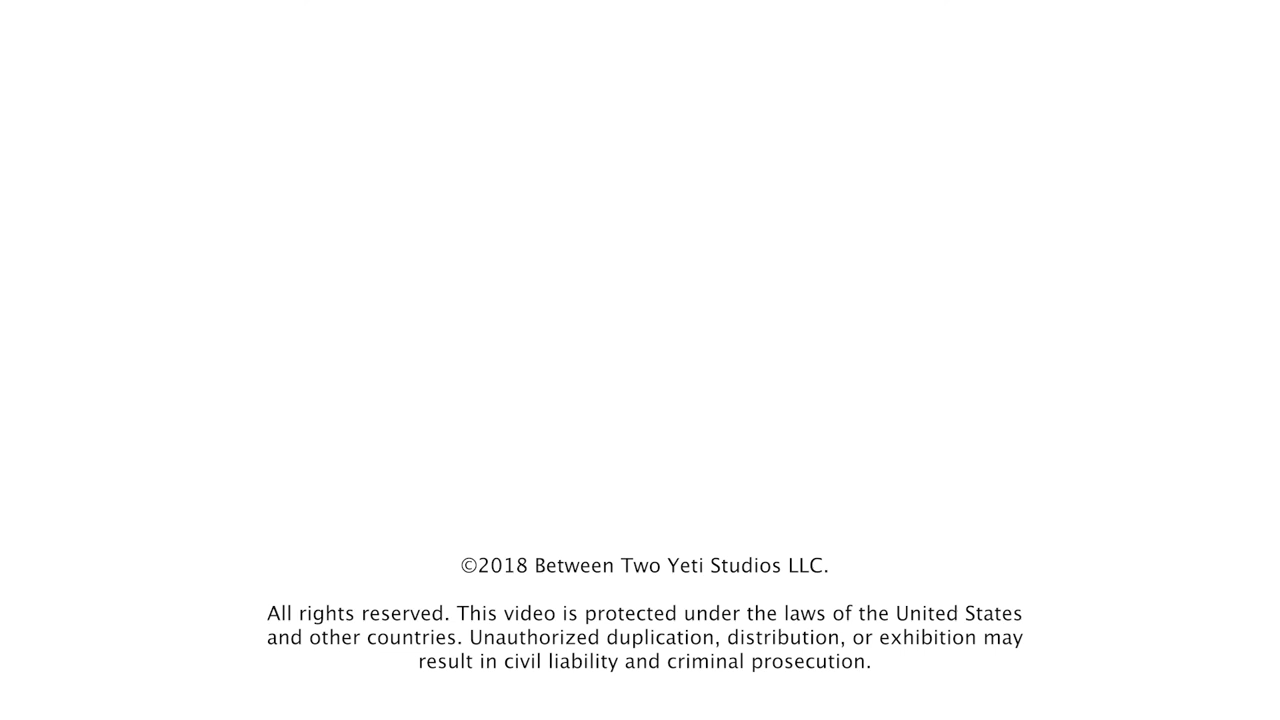 ©2018 Between Two Yeti Studios LLC.
All rights reserved. This video is protected under the laws of the United States
and other countries. Unauthorized duplication, distribution, or exhibition may
result in civil liability and criminal prosecution.